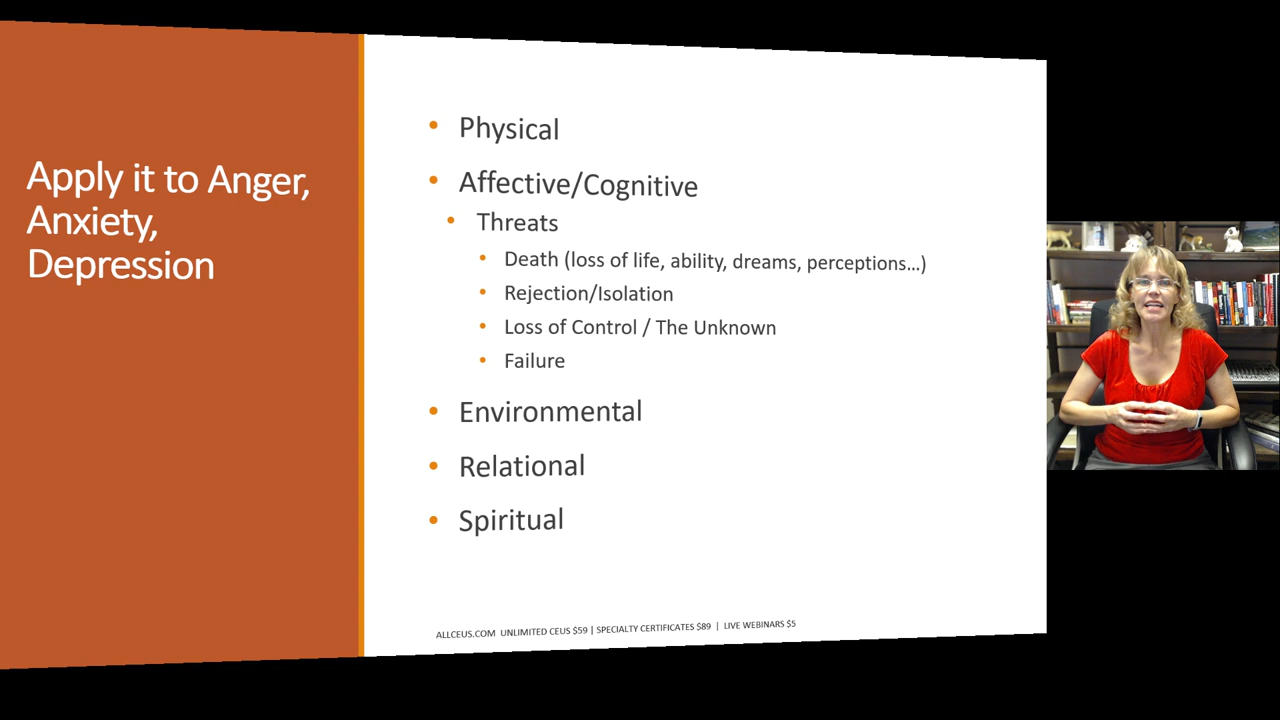 Apply it to Anger,
Anxiety,
Depression
• Physical
• Affective/Cognitive
• Threats
• Death (loss of life, ability, dreams, perceptions…)
• Rejection/Isolation
• Loss of Control / The Unknown
• Failure
• Environmental
• Relational
• Spiritual
ALLCEUS.COM UNLIMITED CEUS $59 | SPECIALTY CERTIFICATES $89 | LIVE WEBINARS $5